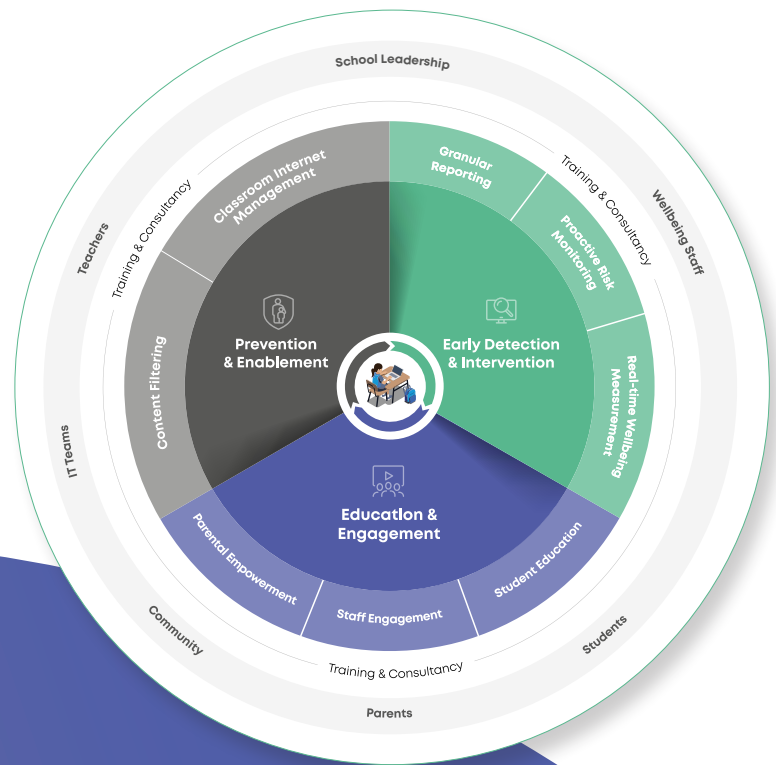 School Leadership
Teachers
Training & Consultancy
Classroom Internet
Management
Granular
Reporting
Training & Consultancy
Wellbeing Staff
Proactive Risk
Monitoring
Prevention
& Enablement
Early Detection
& Intervention
Content Filtering
Real-time Wellbeing
Measurement
IT Teams
Education &
Engagement
Parental Empowerment
Staff Engagement
Student Education
Community
Training & Consultancy
Students
Parents